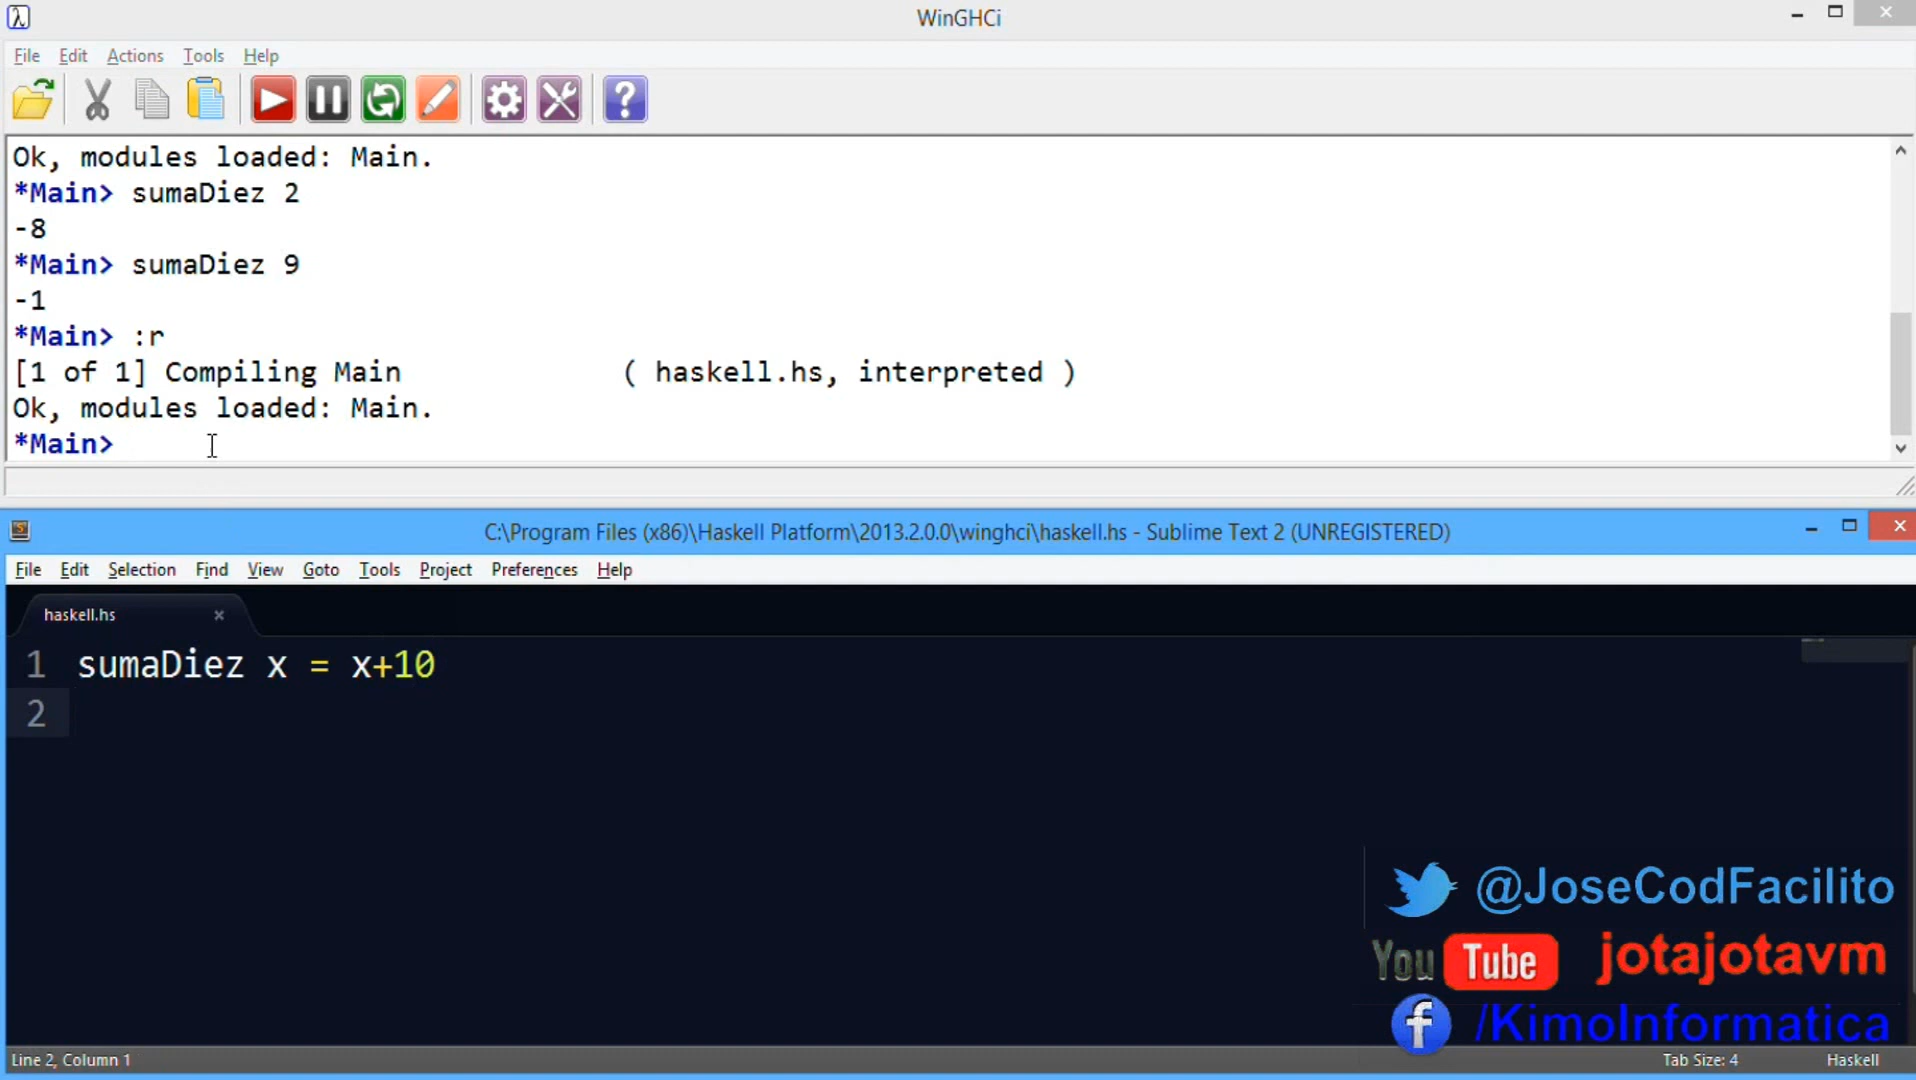 WinGHCi
File Edit Actions Tools Help
Ok, modules loaded: Main.
*Main> sumaDiez 2
-8
*Main> sumaDiez 9
-1
*Main> :r
[1 of 1] Compiling Main ( haskell.hs, interpreted )
Ok, modules loaded: Main.
*Main>
C:\Program Files (x86)\Haskell Platform\2013.2.0.0\winghci\haskell.hs - Sublime Text 2 (UNREGISTERED)
File Edit Selection Find View Goto Tools Project Preferences Help
haskell.hs
1 sumaDiez x = x+10
2
@JoseCodFacilito
You Tube jotajotavm
/KimoInformatica
Line 2, Column 1 Tab Size: 4 Haskell